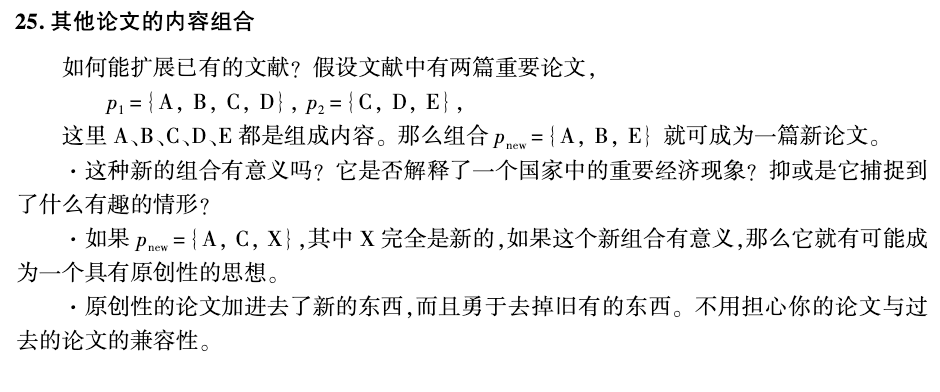 25. 其他论文的内容组合
如何能扩展已有的文献？假设文献中有两篇重要论文，
p₁={A, B, C, D}, p₂={C, D, E},
这里 A、B、C、D、E 都是组成内容。那么组合 pnew={A, B, E} 就可成为一篇新论文。
·这种新的组合有意义吗？它是否解释了一个国家中的重要经济现象？抑或是它捕捉到
了什么有趣的情形？
·如果 pnew={A, C, X},其中 X 完全是新的,如果这个新组合有意义,那么它就有可能成
为一个具有原创性的思想。
·原创性的论文加进去了新的东西,而且勇于去掉旧有的东西。不用担心你的论文与过
去的论文的兼容性。